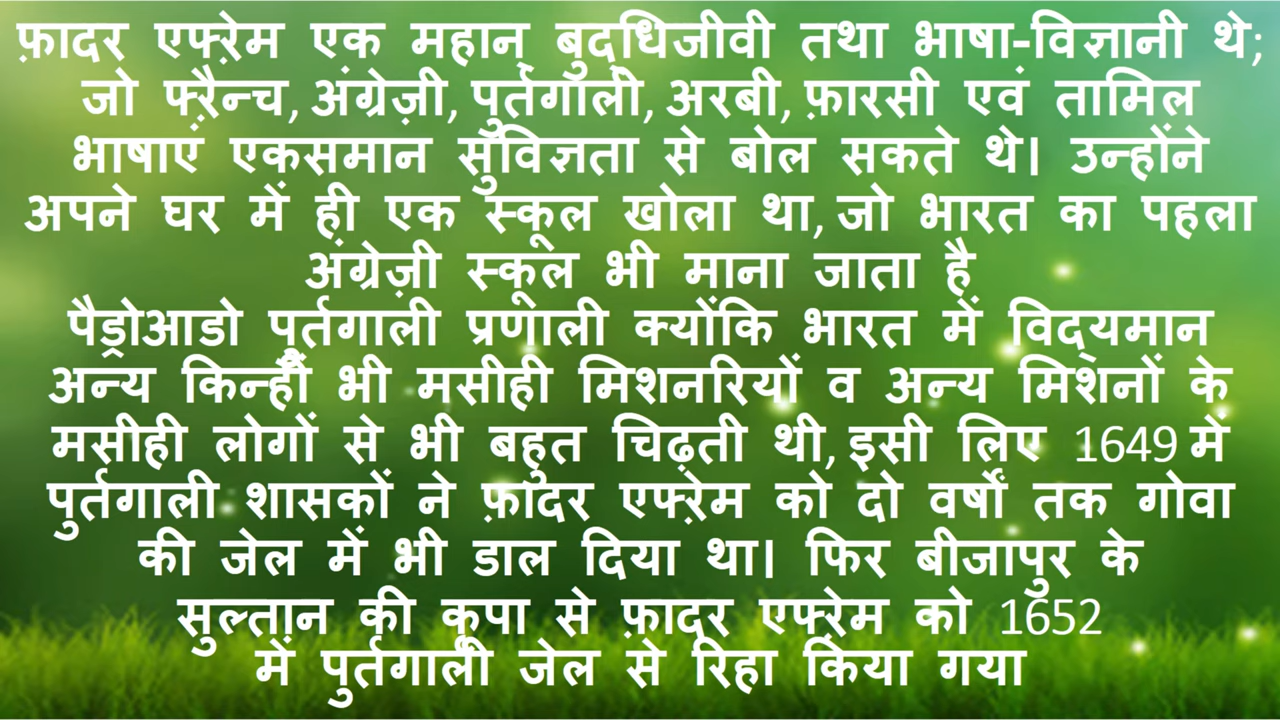 फ़ादर एफ्ऱेम एक महान् बुद्धिजीवी तथा भाषा-विज्ञानी थे;
जो फ्ऱैन्च, अंग्रेज़ी, पुर्तगाली, अरबी, फ़ारसी एवं तामिल
भाषाएं एकसमान सुविज्ञता से बोल सकते थे। उन्होंने
अपने घर में ही एक स्कूल खोला था, जो भारत का पहला
अंग्रेज़ी स्कूल भी माना जाता है
पैड्रोआडो पूर्तगाली प्रणाली क्योंकि भारत में विद्यमान
अन्य किन्हीं भी मसीही मिशनरियों व अन्य मिशनों के
मसीही लोगों से भी बहुत चिढ़ती थी, इसी लिए 1649 में
पुर्तगाली शासकों ने फ़ादर एफ्ऱेम को दो वर्षों तक गोवा
की जेल में भी डाल दिया था। फिर बीजापुर के
सुल्तान की कृपा से फ़ादर एफ्ऱेम को 1652
में पुर्तगाली जेल से रिहा किया गया